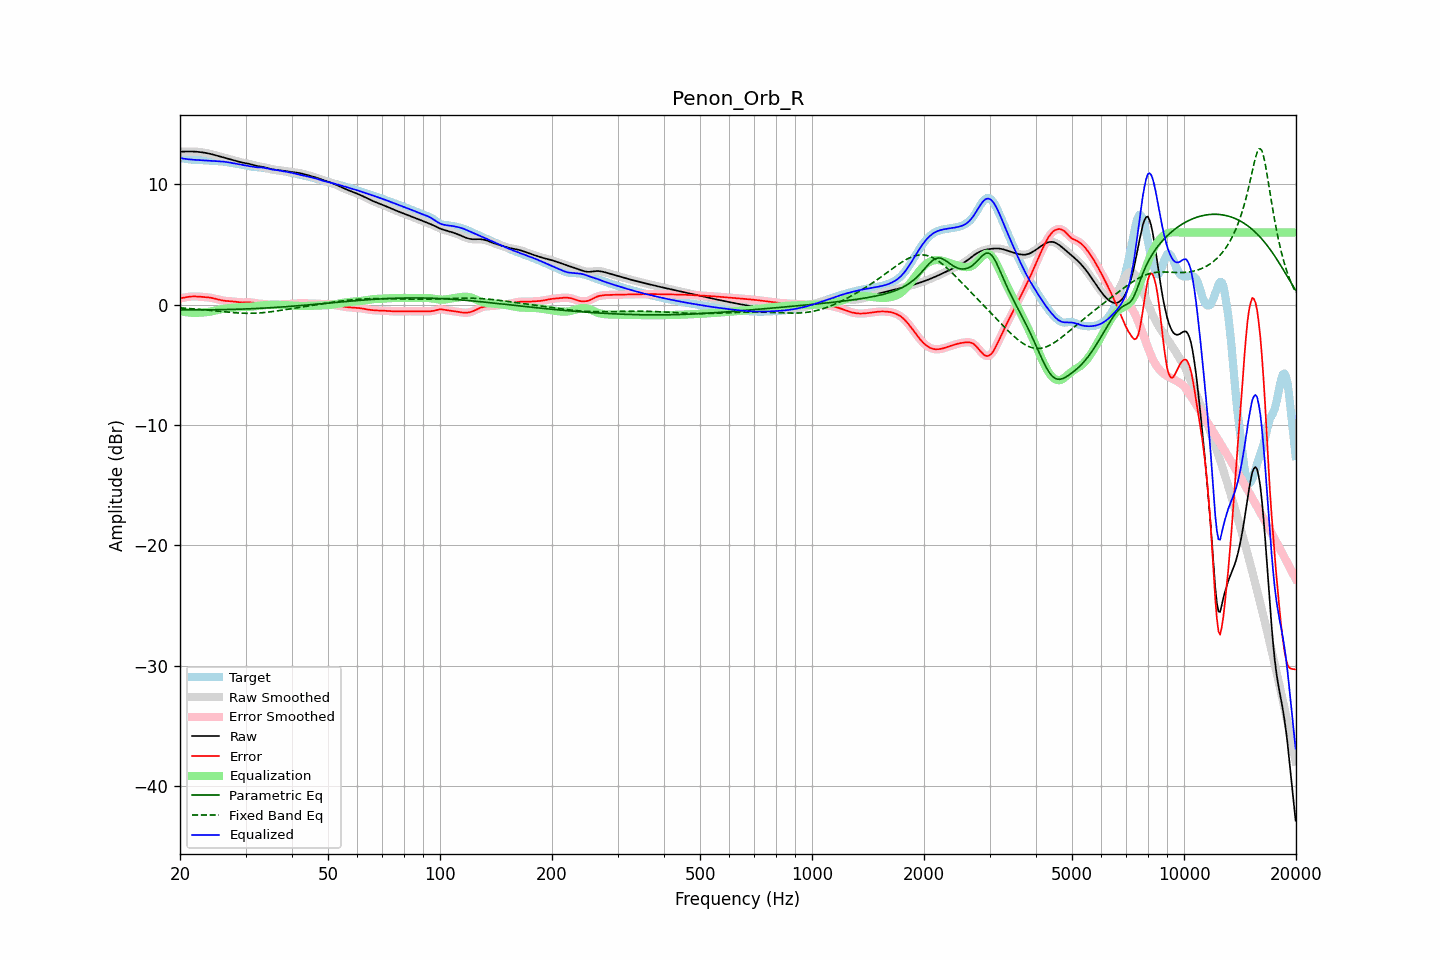 Penon_Orb_R
Amplitude (dBr)
10
0
−10
−20
−30
−40
Target
Raw Smoothed
Error Smoothed
Raw
Error
Equalization
Parametric Eq
Fixed Band Eq
Equalized
20 50 100 200 500 1000 2000 5000 10000 20000
Frequency (Hz)